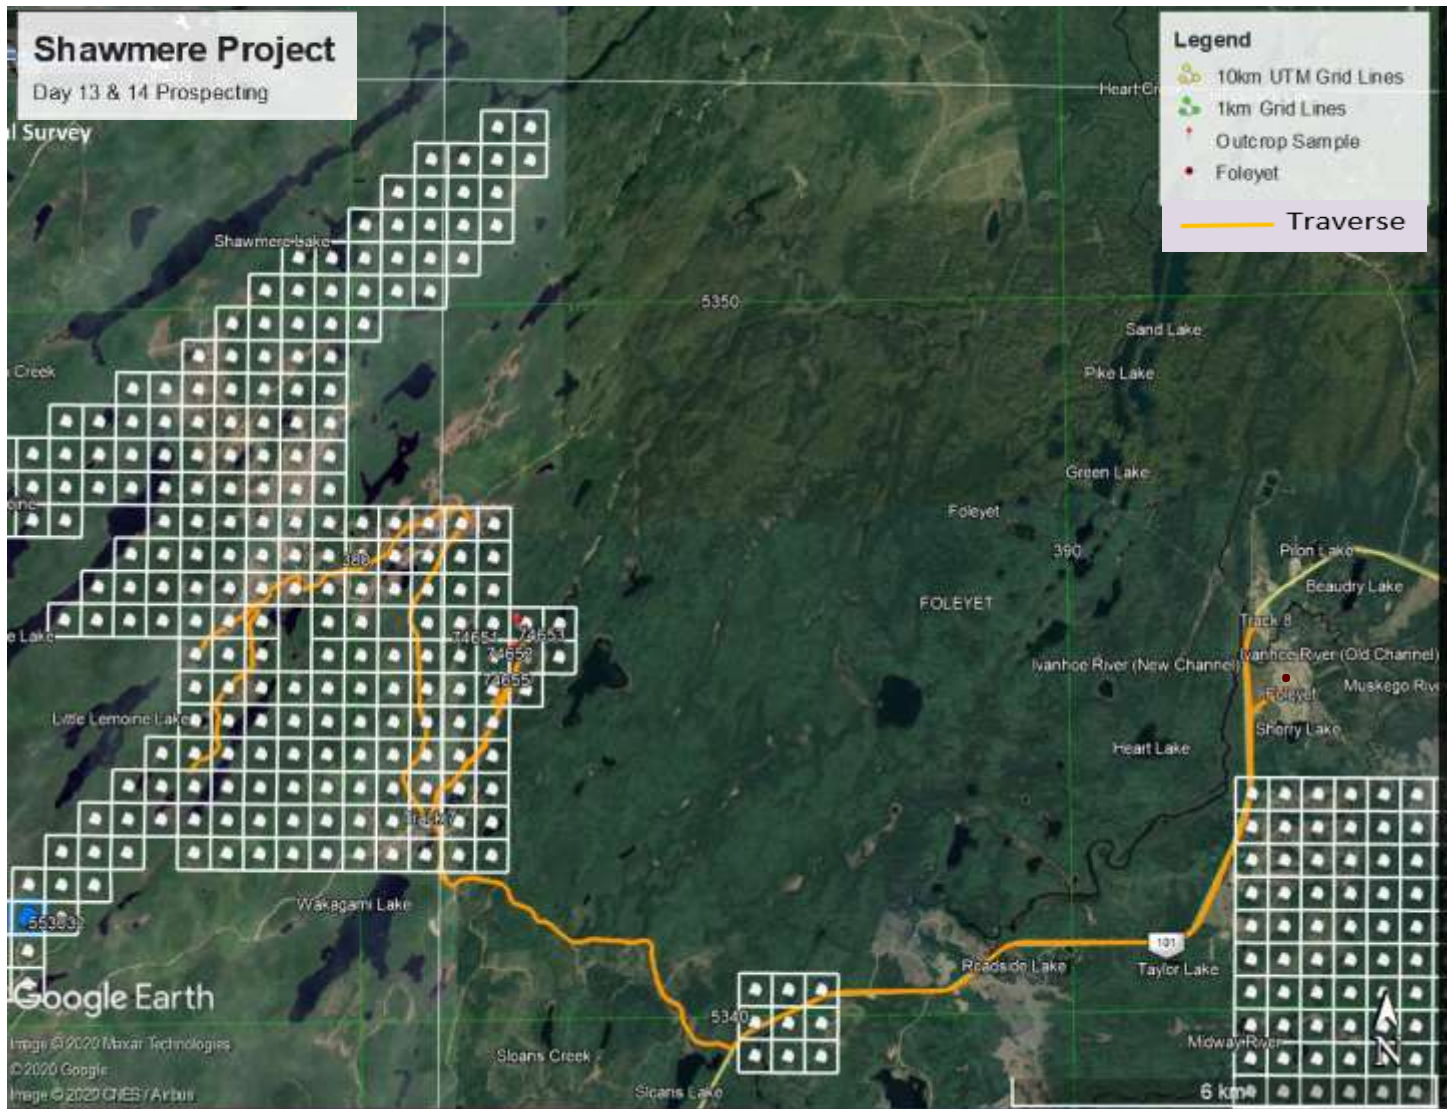 Shawmere Project
Day 13 & 14 Prospecting
Legend
10km UTM Grid Lines
1km Grid Lines
Outcrop Sample
Foleyet
Traverse
l Survey
Heart Cr
Shawmere Lake
5350
Sand Lake
Creek
Pike Lake
Green Lake
Foleyet
390
380
Pilon Lake
Beaudry Lake
FOLEYET
Track 8
e Lake
74651
74653
Ivanhoe River (New Channel)
Ivanhoe River (Old Channel)
74655
Muskego Rive
Foleyet
Little Lemoine Lake
Sherry Lake
Heart Lake
Wakagami Lake
101
Roadside Lake
Taylor Lake
Google Earth
5340
Midway River
N
Image © 2020 Maxar Technologies
Sloans Creek
© 2020 Google
Image © 2020 CNES / Airbus
Sloans Lake
6 km